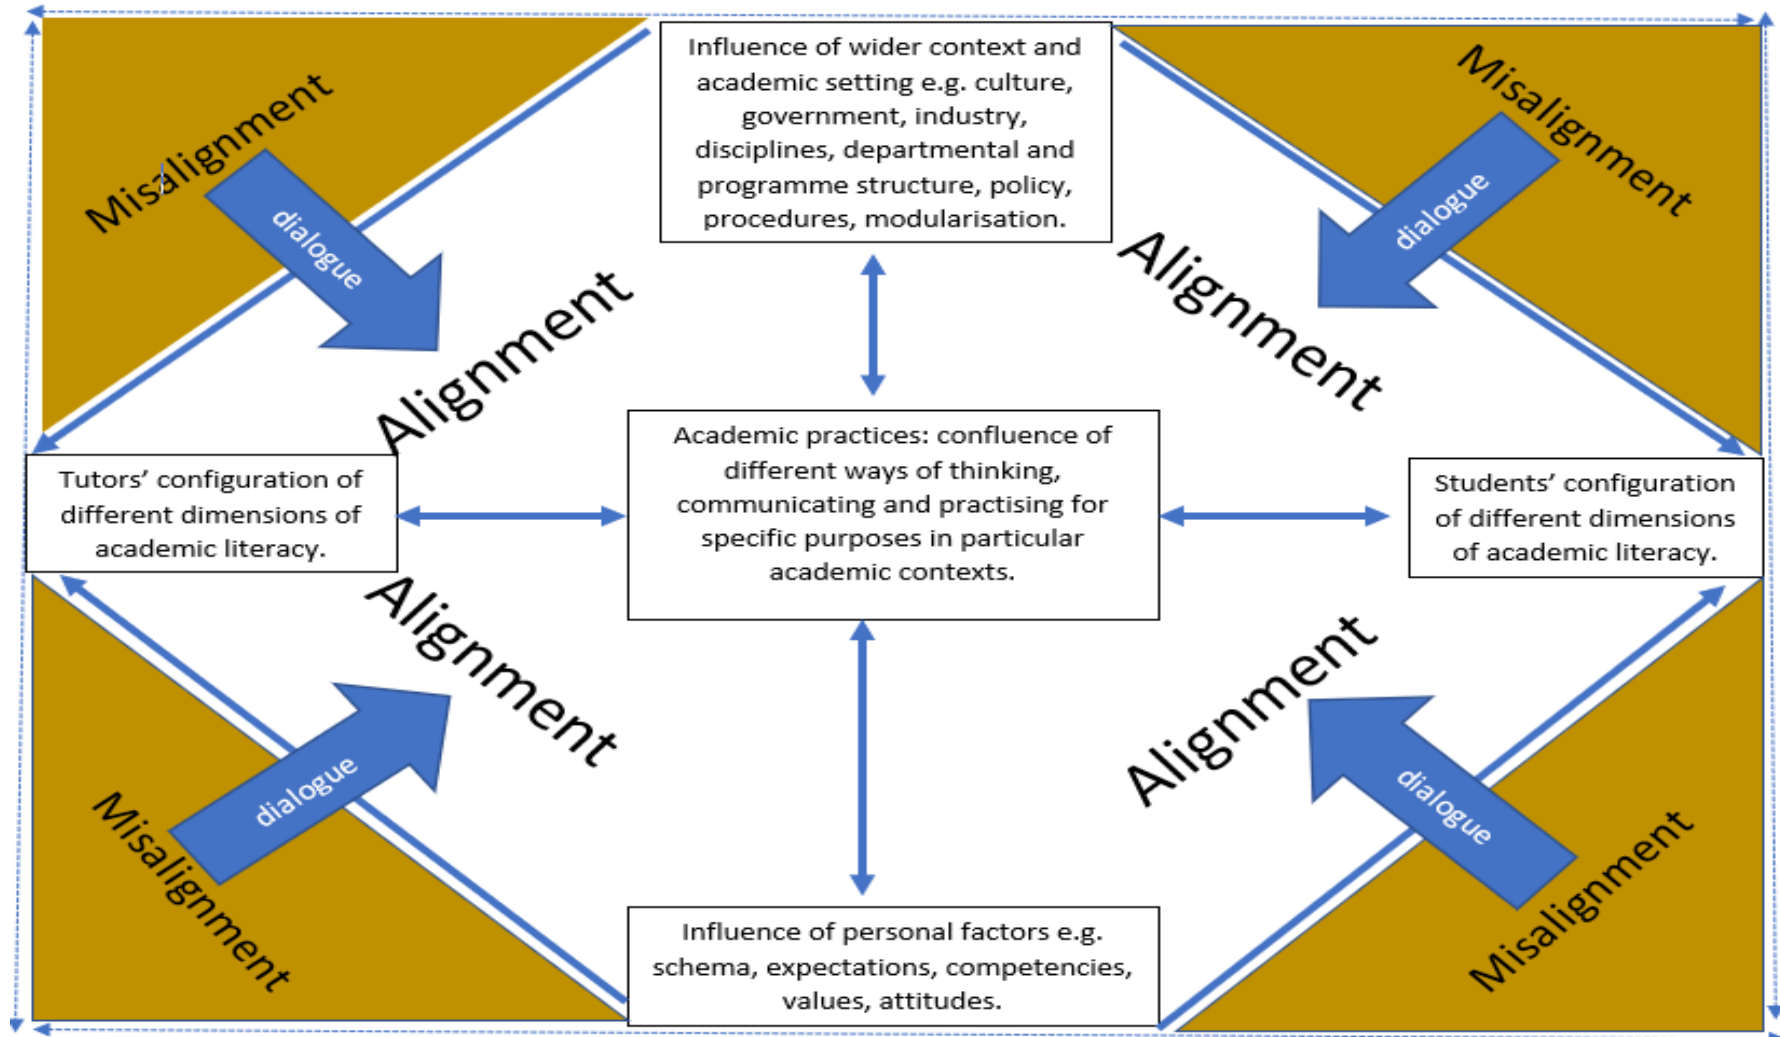 Influence of wider context and
academic setting e.g. culture,
government, industry,
disciplines, departmental and
programme structure, policy,
procedures, modularisation.
Misalignment
dialogue
Alignment
Misalignment
dialogue
Alignment
Tutors’ configuration of
different dimensions of
academic literacy.
Academic practices: confluence of
different ways of thinking,
communicating and practising for
specific purposes in particular
academic contexts.
Students’ configuration
of different dimensions
of academic literacy.
Alignment
dialogue
Misalignment
Alignment
dialogue
Misalignment
Influence of personal factors e.g.
schema, expectations, competencies,
values, attitudes.